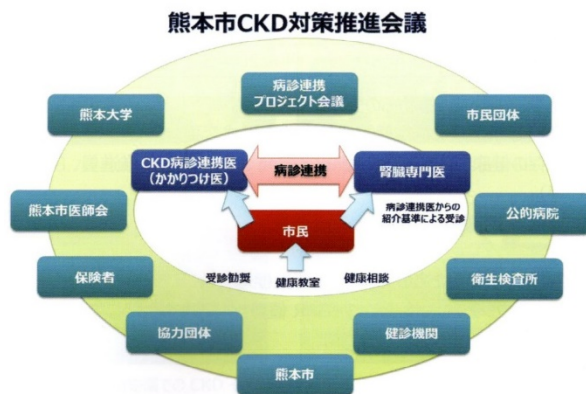 熊本市CKD対策推進会議
病診連携
プロジェクト会議
熊本大学
市民団体
CKD病診連携医
(かかりつけ医)
病診連携
腎臓専門医
熊本市医師会
病診連携医からの
紹介基準による受診
公的病院
市民
保険者
受診勧奨
健康教室
健康相談
衛生検査所
協力団体
健診機関
熊本市